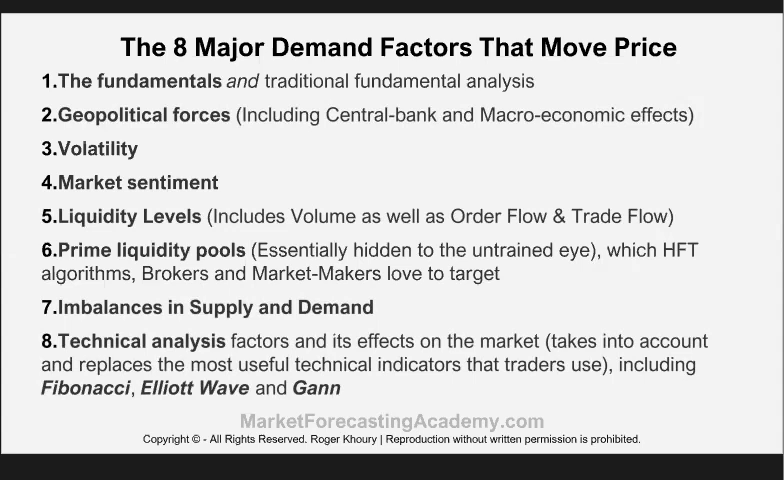 The 8 Major Demand Factors That Move Price
1.The fundamentals and traditional fundamental analysis
2.Geopolitical forces (Including Central-bank and Macro-economic effects)
3.Volatility
4.Market sentiment
5.Liquidity Levels (Includes Volume as well as Order Flow & Trade Flow)
6.Prime liquidity pools (Essentially hidden to the untrained eye), which HFT
algorithms, Brokers and Market-Makers love to target
7.Imbalances in Supply and Demand
8.Technical analysis factors and its effects on the market (takes into account
and replaces the most useful technical indicators that traders use), including
Fibonacci, Elliott Wave and Gann
MarketForecastingAcademy.com
Copyright © - All Rights Reserved. Roger Khoury | Reproduction without written permission is prohibited.